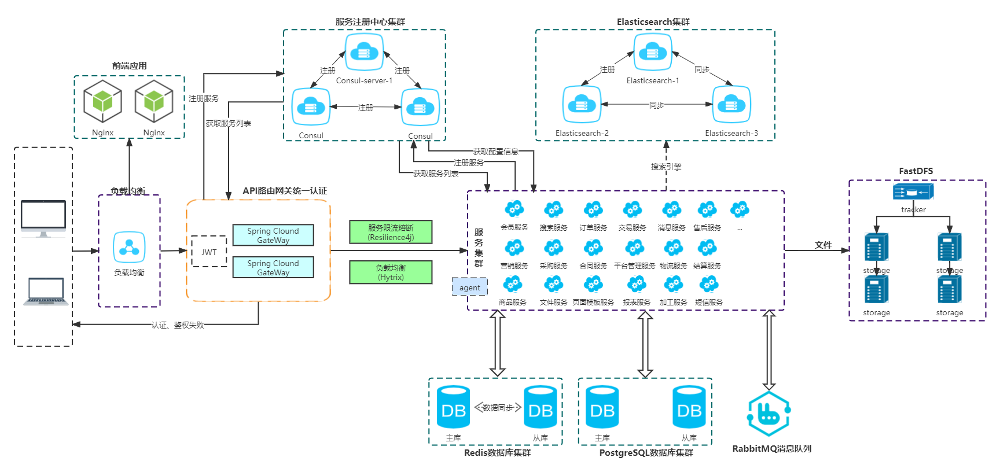 服务注册中心集群
Consul-server-1
注册
注册
注册
Consul
Consul
Elasticsearch集群
Elasticsearch-1
注册
同步
同步
Elasticsearch-2
Elasticsearch-3
前端应用
Nginx
Nginx
注册服务
获取服务列表
获取配置信息
注册服务
获取服务列表
搜索引擎
负载均衡
负载均衡
API路由网关统一认证
JWT
Spring Clound
GateWay
Spring Clound
GateWay
认证、鉴权失败
服务限流熔断
(Resilience4j)
负载均衡
(Hytrix)
服
务
集
群
agent
会员服务
搜索服务
订单服务
交易服务
消息服务
售后服务
...
营销服务
采购服务
合同服务
平台管理服务
物流服务
结算服务
商品服务
文件服务
页面模板服务
报表服务
加工服务
短信服务
文件
FastDFS
tracker
storage
storage
storage
storage
DB
数据同步
DB
主库
从库
Redis数据库集群
DB
DB
主库
从库
PostgreSQL数据库集群
RabbitMQ消息队列